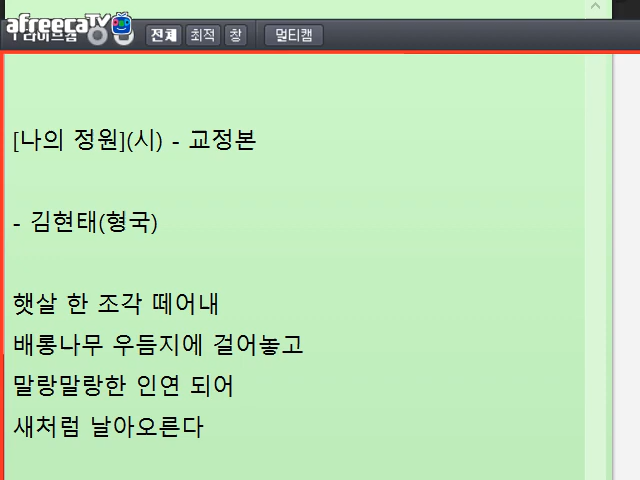 afreecaTV
전체 최적 창 멀티캠
[나의 정원](시) - 교정본
- 김현태(형국)
햇살 한 조각 떼어내
배롱나무 우듬지에 걸어놓고
말랑말랑한 인연 되어
새처럼 날아오른다